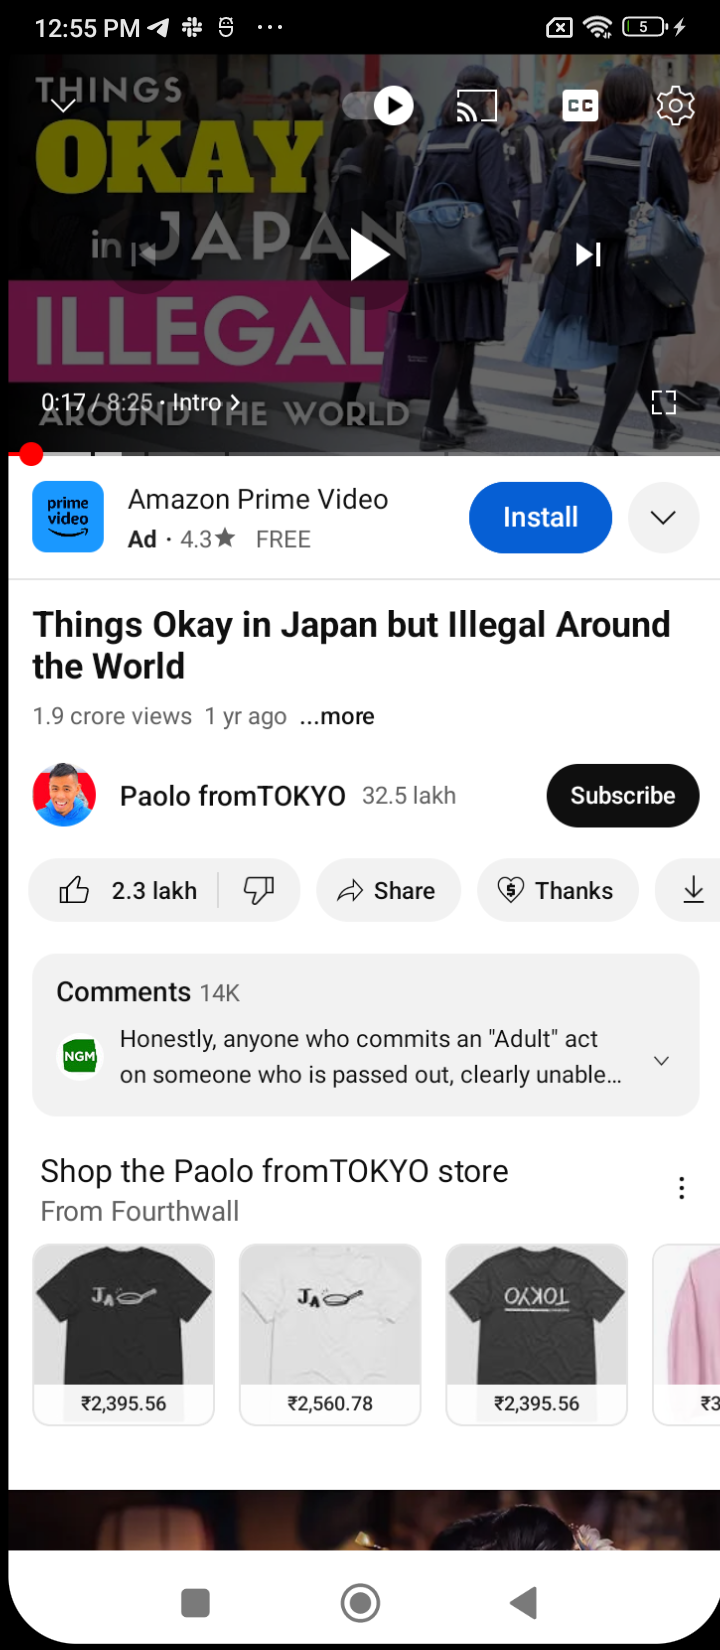 12:55 PM
5
THINGS
OKAY
in JAPAN
ILLEGAL
0:17 / 8:25 • Intro
AROUND THE WORLD
CC
prime video
Amazon Prime Video
Ad · 4.3★ FREE
Install
Things Okay in Japan but Illegal Around
the World
1.9 crore views 1 yr ago ...more
Paolo fromTOKYO 32.5 lakh
Subscribe
2.3 lakh
Share
Thanks
Comments 14K
NGM
Honestly, anyone who commits an "Adult" act
on someone who is passed out, clearly unable...
Shop the Paolo fromTOKYO store
From Fourthwall
JA
JA
TOKYO
₹2,395.56
₹2,560.78
₹2,395.56
₹3